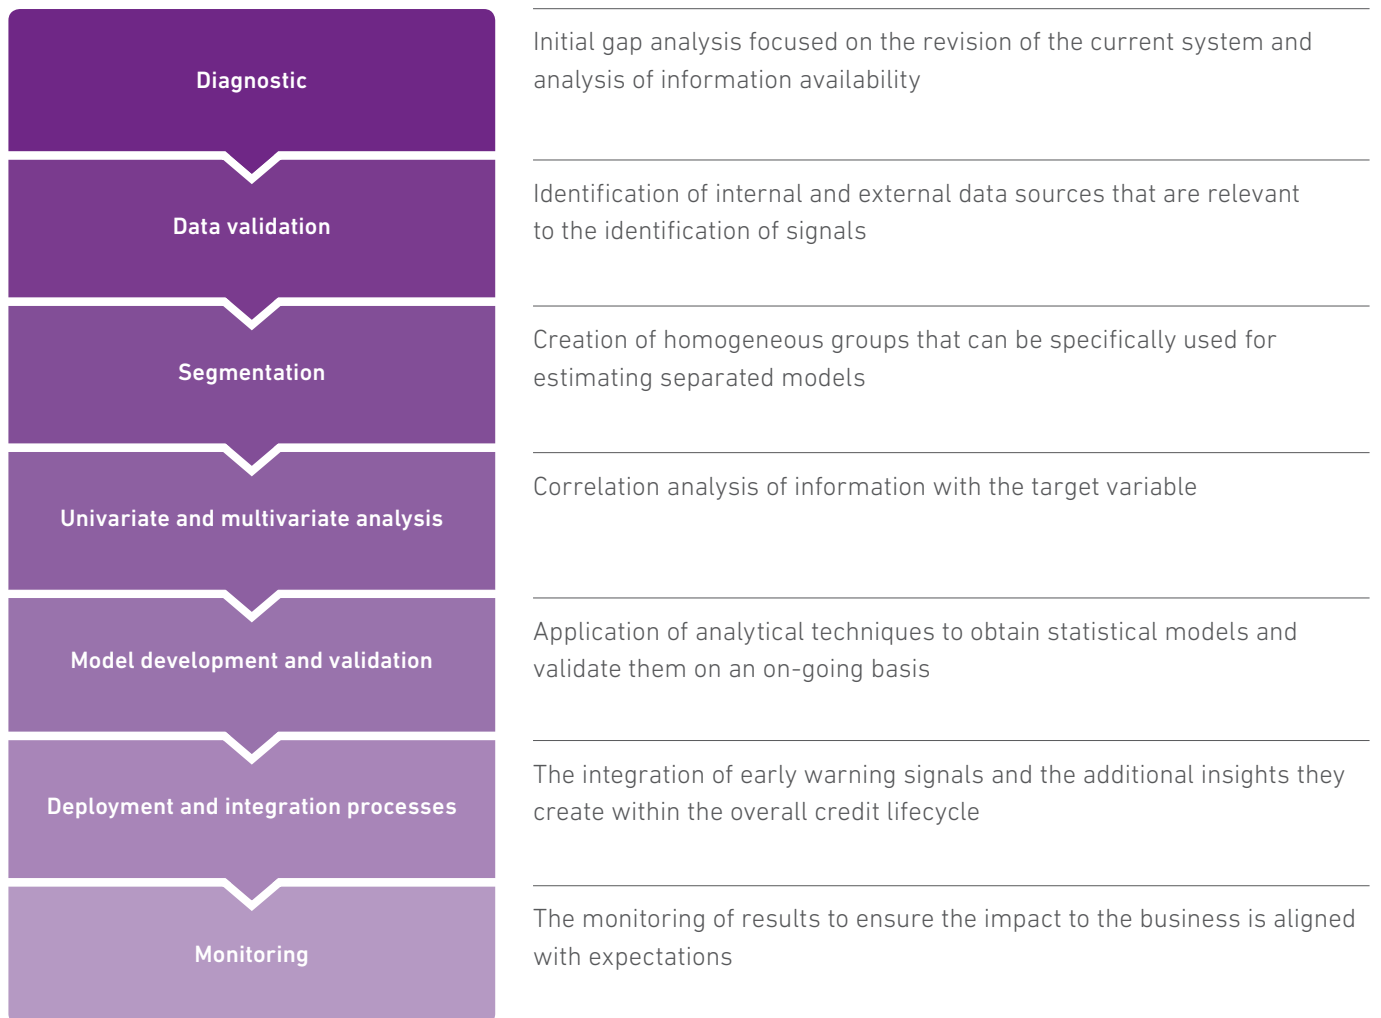 Diagnostic
Initial gap analysis focused on the revision of the current system and
analysis of information availability
Data validation
Identification of internal and external data sources that are relevant
to the identification of signals
Segmentation
Creation of homogeneous groups that can be specifically used for
estimating separated models
Univariate and multivariate analysis
Correlation analysis of information with the target variable
Model development and validation
Application of analytical techniques to obtain statistical models and
validate them on an on-going basis
Deployment and integration processes
The integration of early warning signals and the additional insights they
create within the overall credit lifecycle
Monitoring
The monitoring of results to ensure the impact to the business is aligned
with expectations